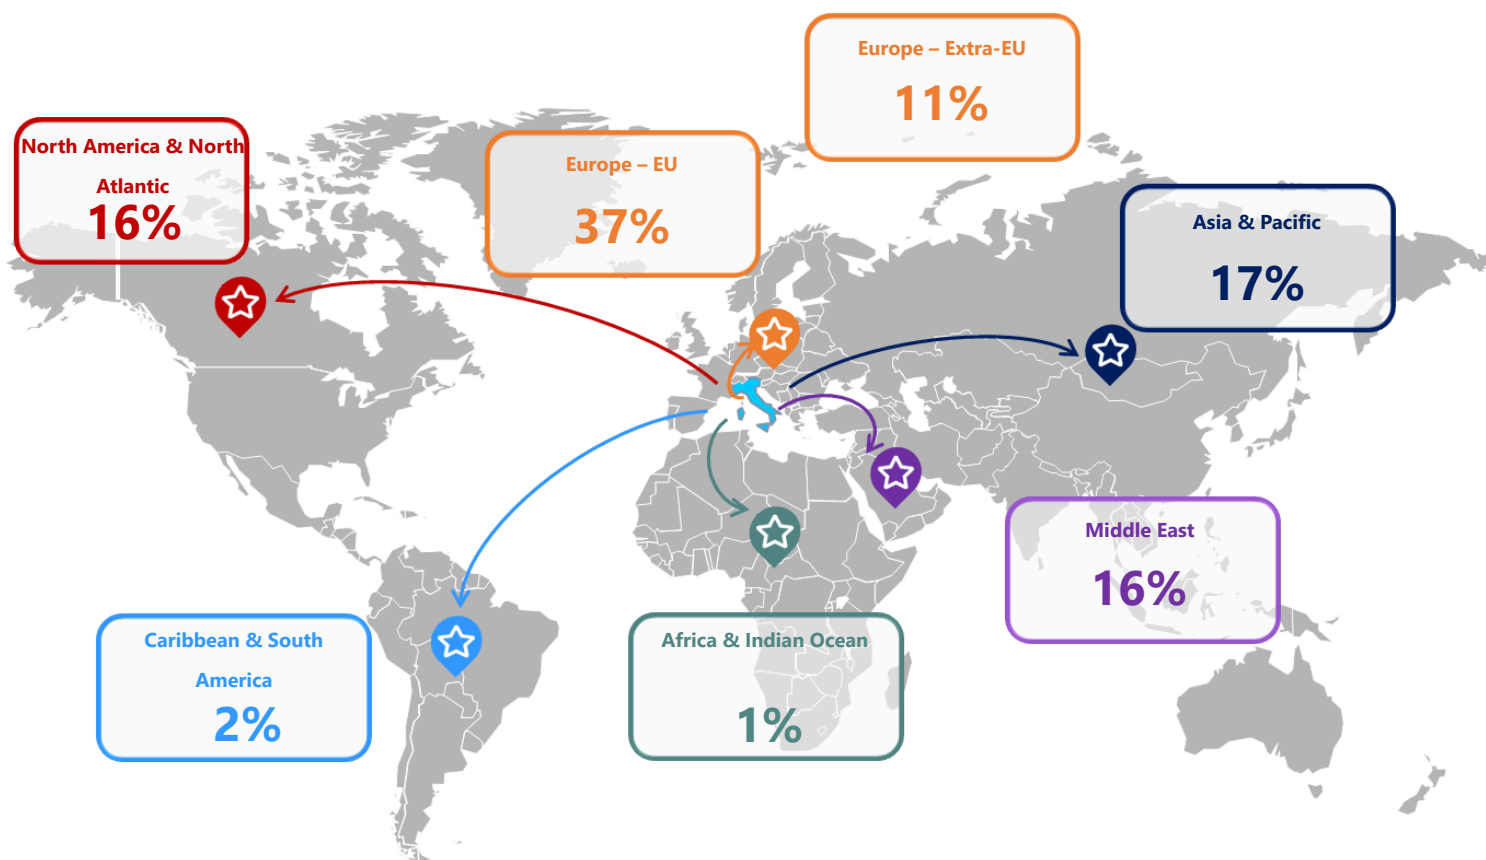 Europe – Extra-EU
11%
North America & North
Atlantic
16%
Europe – EU
37%
Asia & Pacific
17%
Middle East
16%
Caribbean & South
America
2%
Africa & Indian Ocean
1%